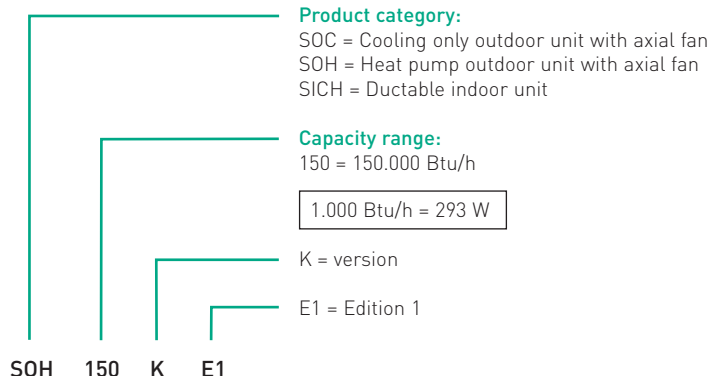 Product category:
SOC = Cooling only outdoor unit with axial fan
SOH = Heat pump outdoor unit with axial fan
SICH = Ductable indoor unit
Capacity range:
150 = 150.000 Btu/h
1.000 Btu/h = 293 W
K = version
E1 = Edition 1
SOH 150 K E1